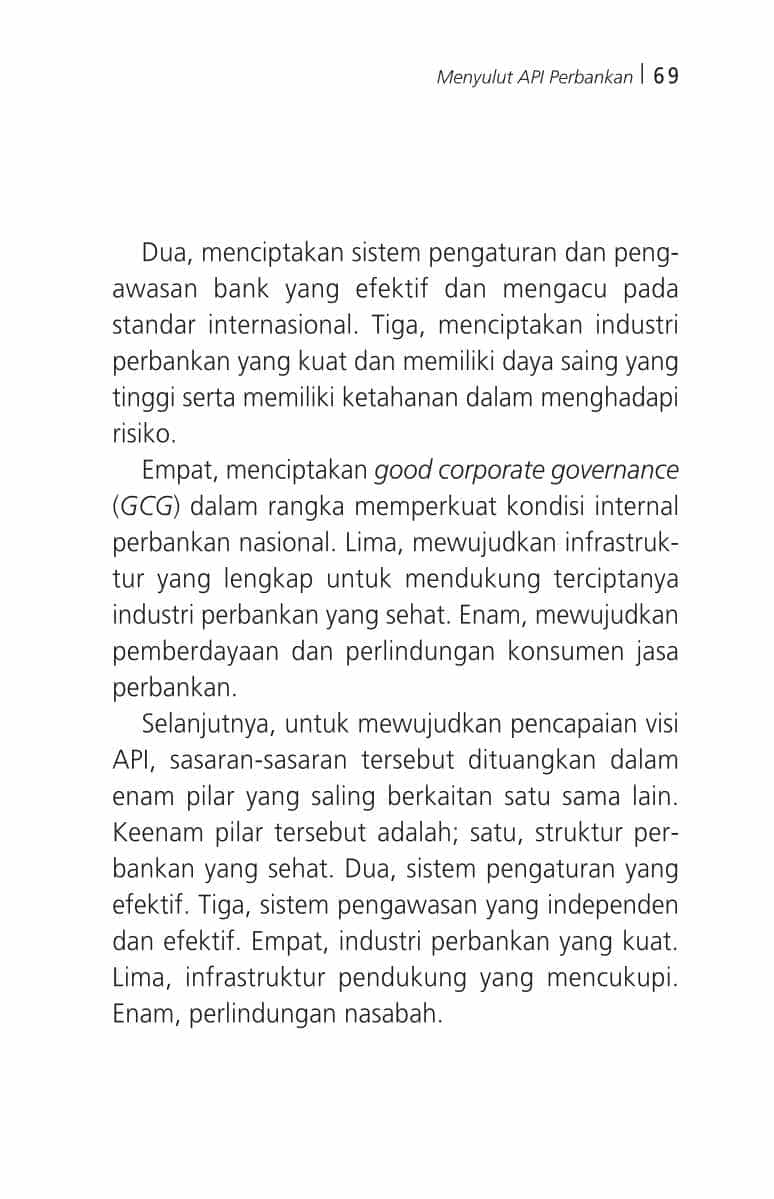 Menyulut API Perbankan | 69
Dua, menciptakan sistem pengaturan dan peng-
awasan bank yang efektif dan mengacu pada
standar internasional. Tiga, menciptakan industri
perbankan yang kuat dan memiliki daya saing yang
tinggi serta memiliki ketahanan dalam menghadapi
risiko.
Empat, menciptakan good corporate governance
(GCG) dalam rangka memperkuat kondisi internal
perbankan nasional. Lima, mewujudkan infrastruk-
tur yang lengkap untuk mendukung terciptanya
industri perbankan yang sehat. Enam, mewujudkan
pemberdayaan dan perlindungan konsumen jasa
perbankan.
Selanjutnya, untuk mewujudkan pencapaian visi
API, sasaran-sasaran tersebut dituangkan dalam
enam pilar yang saling berkaitan satu sama lain.
Keenam pilar tersebut adalah; satu, struktur per-
bankan yang sehat. Dua, sistem pengaturan yang
efektif. Tiga, sistem pengawasan yang independen
dan efektif. Empat, industri perbankan yang kuat.
Lima, infrastruktur pendukung yang mencukupi.
Enam, perlindungan nasabah.